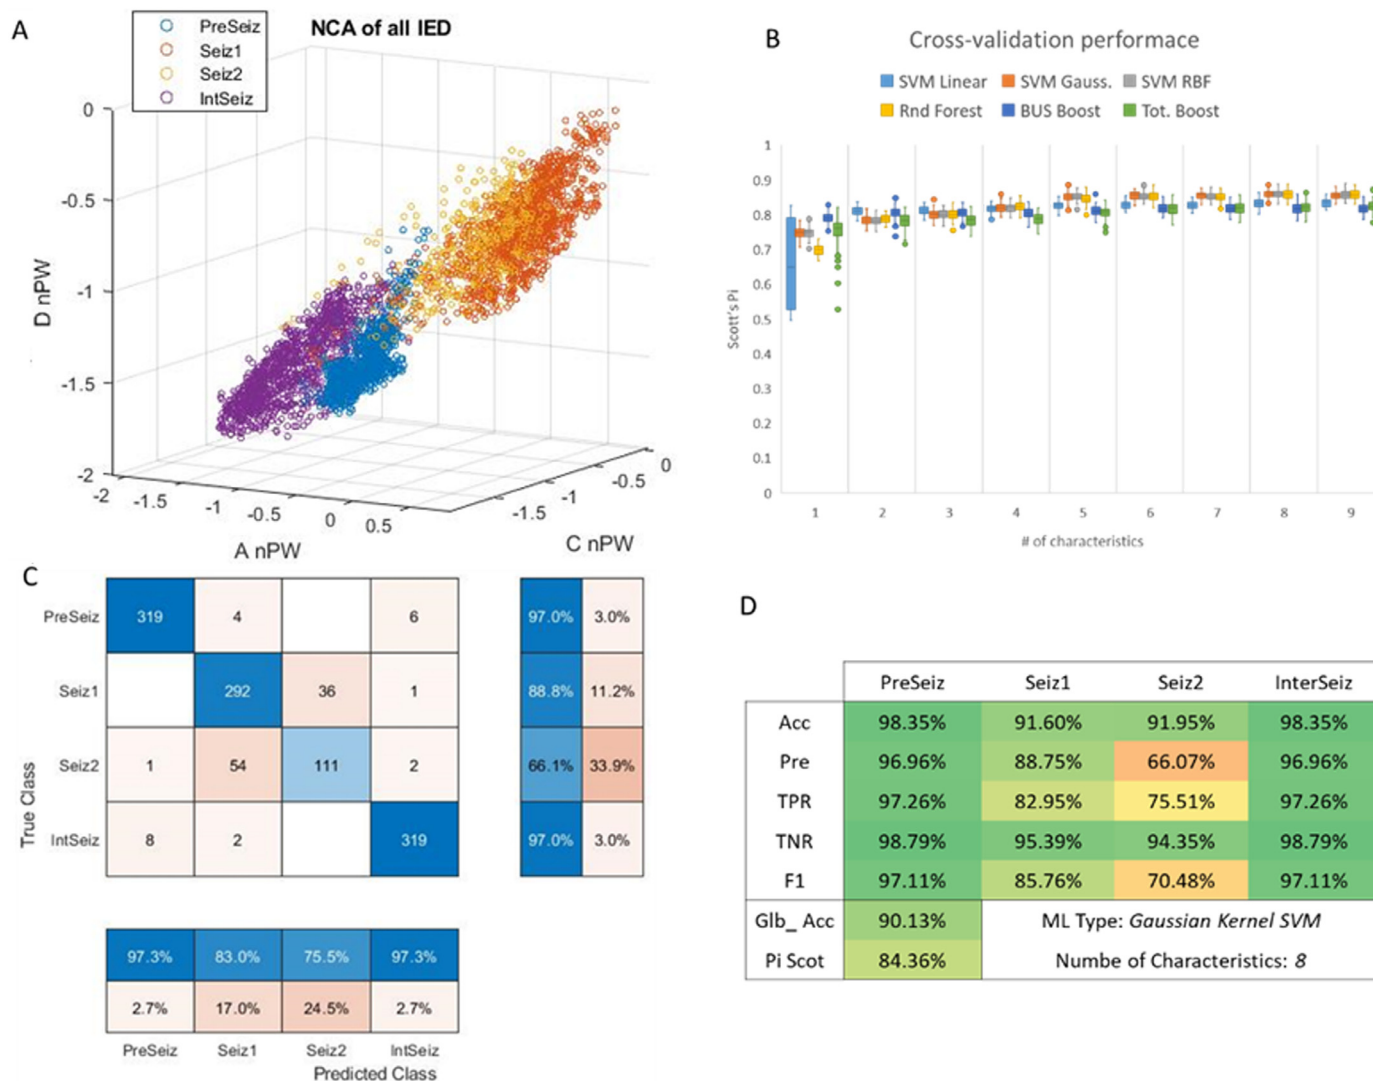 A
PreSeiz
Seiz1
Seiz2
IntSeiz
NCA of all IED
0
-0.5
-1
-1.5
-2
D nPW
-2 -1.5 -1 -0.5 0 0.5
A nPW
-1.5 -1 -0.5 0
C nPW
B
Cross-validation performace
SVM Linear SVM Gauss. SVM RBF
Rnd Forest BUS Boost Tot. Boost
1
0.9
0.8
0.7
0.6
0.5
0.4
0.3
0.2
0.1
0
Scott's Pi
1 2 3 4 5 6 7 8 9
# of characteristics
C
True Class
PreSeiz 319 4 6 97.0% 3.0%
Seiz1 292 36 1 88.8% 11.2%
Seiz2 1 54 111 2 66.1% 33.9%
IntSeiz 8 2 319 97.0% 3.0%
97.3% 83.0% 75.5% 97.3%
2.7% 17.0% 24.5% 2.7%
PreSeiz Seiz1 Seiz2 IntSeiz
Predicted Class
D
PreSeiz Seiz1 Seiz2 InterSeiz
Acc 98.35% 91.60% 91.95% 98.35%
Pre 96.96% 88.75% 66.07% 96.96%
TPR 97.26% 82.95% 75.51% 97.26%
TNR 98.79% 95.39% 94.35% 98.79%
F1 97.11% 85.76% 70.48% 97.11%
Glb_ Acc 90.13% ML Type: Gaussian Kernel SVM
Pi Scot 84.36% Numbe of Characteristics: 8